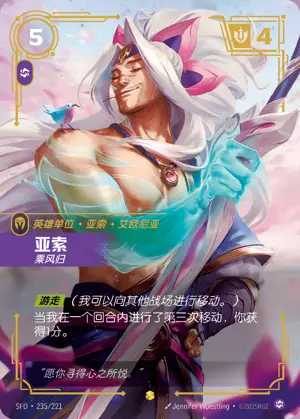 5
4
英雄单位 • 亚索 • 艾欧尼亚
亚索
乘风归
游走 （我可以向其他战场进行移动。）
当我在一个回合内进行了第三次移动，你获
得1分。
“愿你寻得心之所悦。”
SFD • 235/221
Jennifer Wuestling
©2025RGI